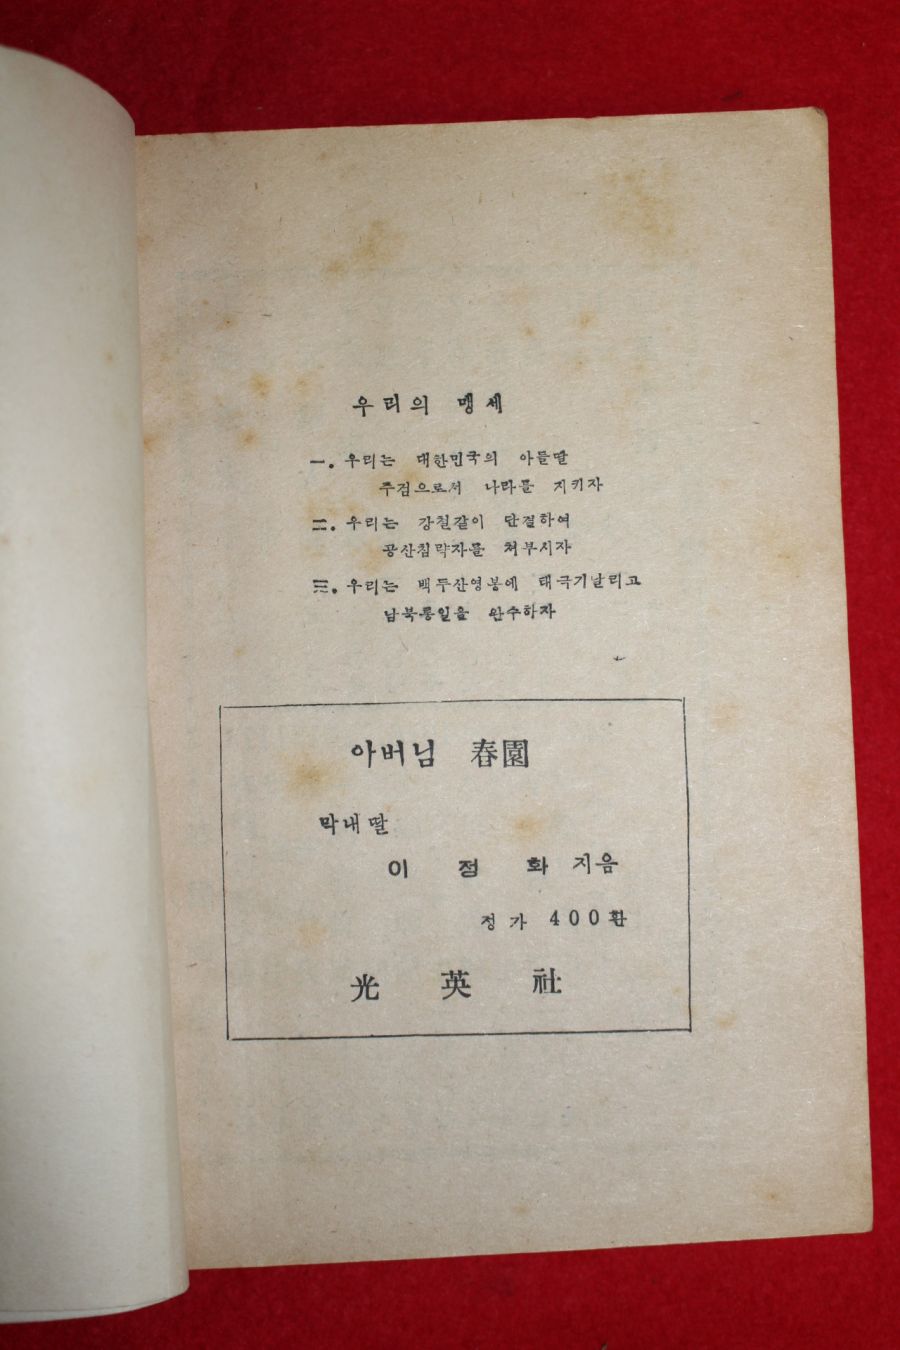 우리의 맹세
一. 우리는 대한민국의 아들딸
주검으로서 나라를 지키자
二. 우리는 강철같이 단결하여
공산침략자를 쳐부시자
三. 우리는 백두산영봉에 태극기날리고
남북통일을 완수하자
아버님 春園
막내딸
이 정 화 지음
정가 400환
光 英 社